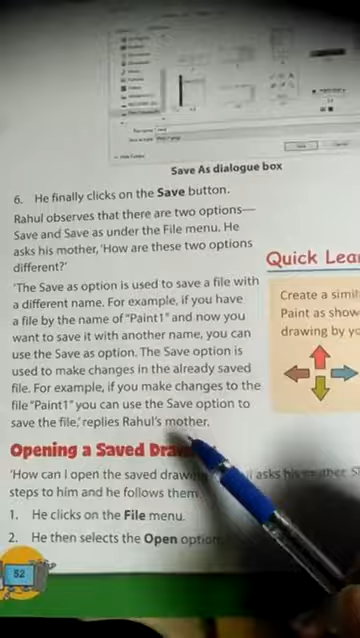 Save As dialogue box
6. He finally clicks on the Save button.
Rahul observes that there are two options—
Save and Save as under the File menu. He
asks his mother, 'How are these two options
different?'
'The Save as option is used to save a file with
a different name. For example, if you have
a file by the name of "Paint1" and now you
want to save it with another name, you can
use the Save as option. The Save option is
used to make changes in the already saved
file. For example, if you make changes to the
file "Paint1" you can use the Save option to
save the file,' replies Rahul's mother.
Quick Lear
Create a simil
Paint as show
drawing by yo
Opening a Saved Draw
'How can I open the saved drawing asks his mother. S
steps to him and he follows them.
1. He clicks on the File menu.
2. He then selects the Open option.
52